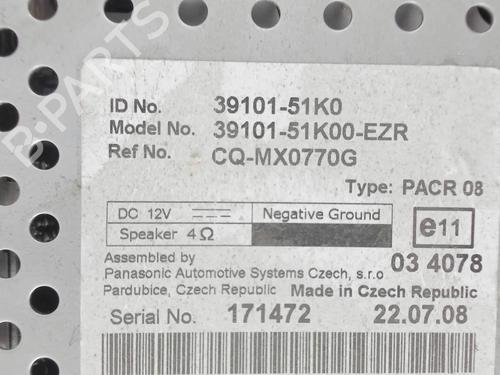 B-PARTS
ID No. 39101-51K0
Model No. 39101-51K00-EZR
Ref No. CQ-MX0770G
Type: PACR 08
DC 12V Negative Ground
Speaker 4Ω
e11
Assembled by
Panasonic Automotive Systems Czech, s.r.o 03 4078
Pardubice, Czech Republic Made in Czech Republic
Serial No. 171472 22.07.08